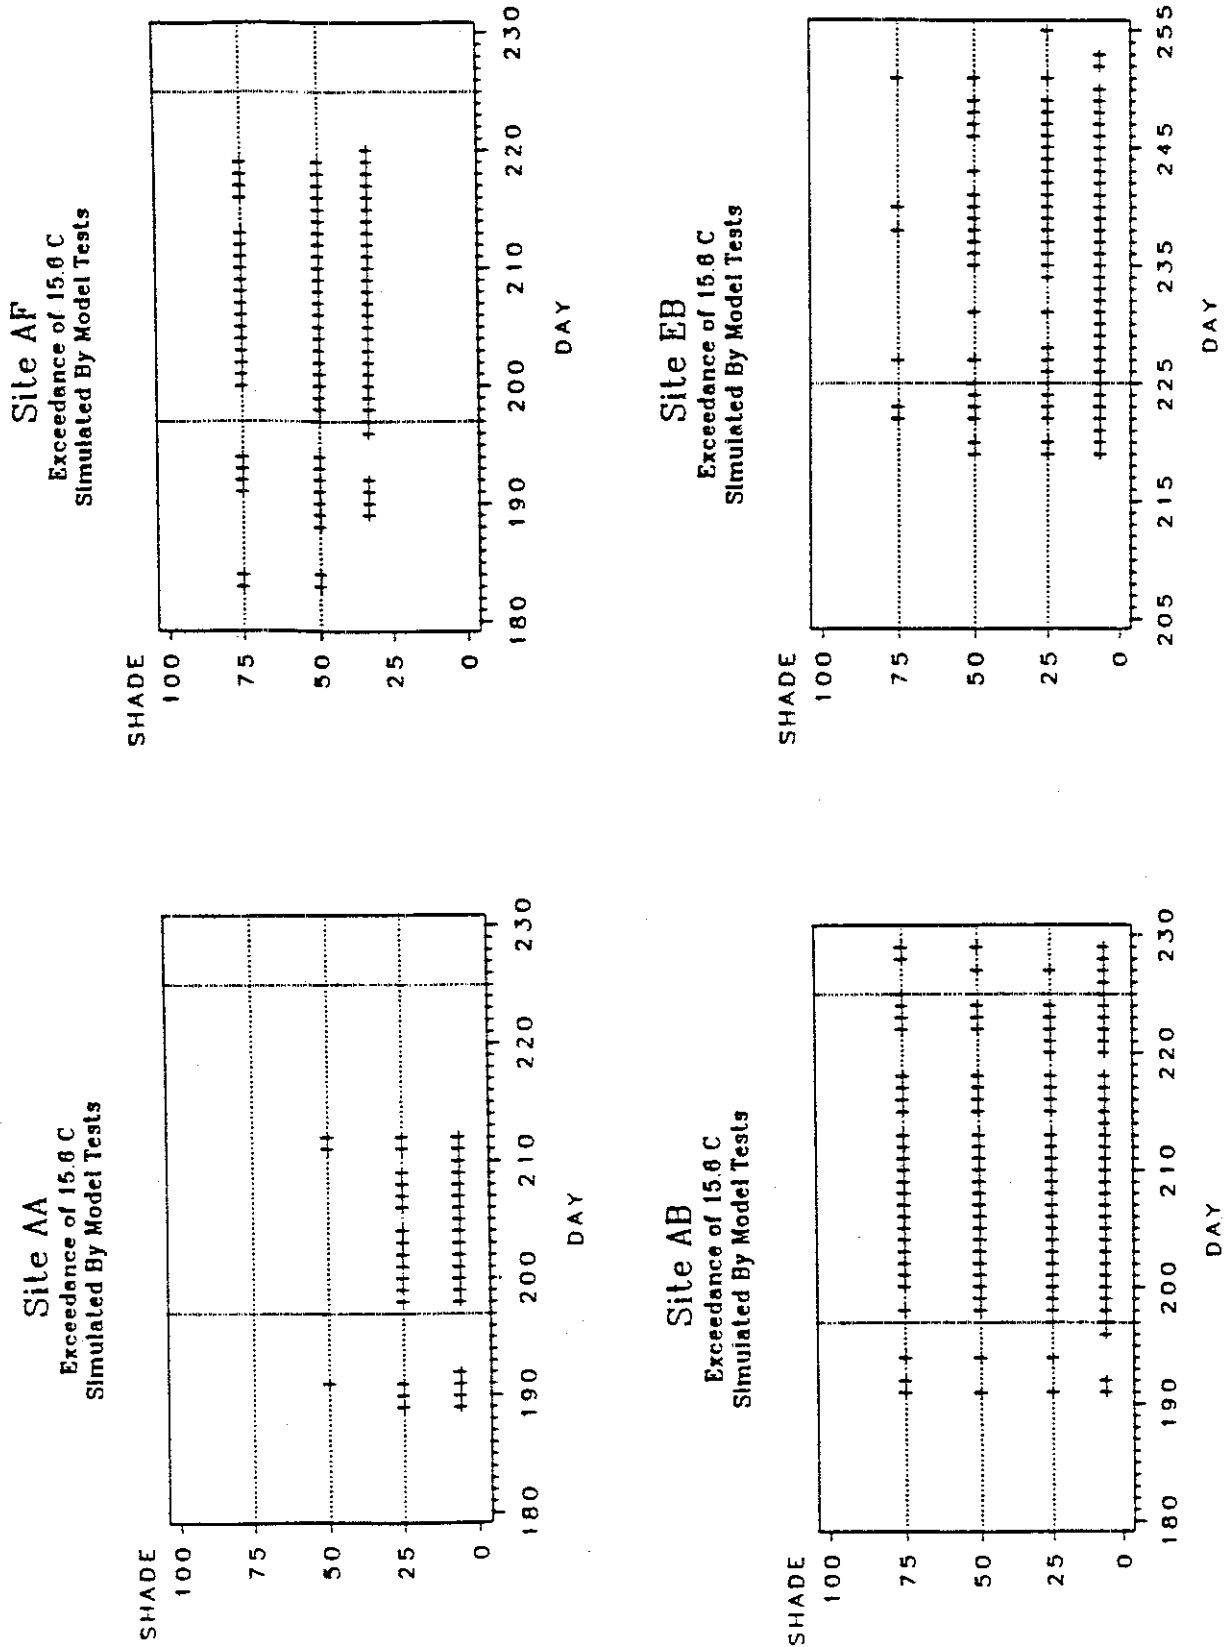 Site AA
Exceedance of 15.6 C
Simulated By Model Tests
SHADE
100
75
50
25
0
180 190 200 210 220 230
DAY
Site AF
Exceedance of 15.6 C
Simulated By Model Tests
SHADE
100
75
50
25
0
180 190 200 210 220 230
DAY
Site AB
Exceedance of 15.6 C
Simulated By Model Tests
SHADE
100
75
50
25
0
180 190 200 210 220 230
DAY
Site EB
Exceedance of 15.6 C
Simulated By Model Tests
SHADE
100
75
50
25
0
205 215 225 235 245 255
DAY